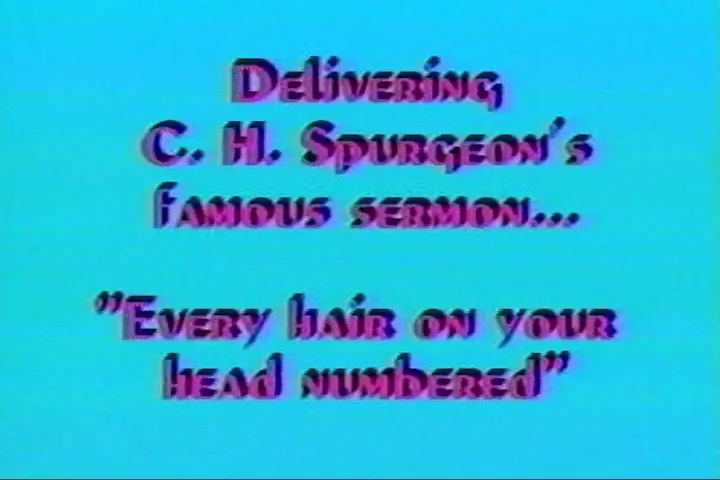 Delivering
C. H. Spurgeon's
famous sermon...
"Every hair on your
head numbered"